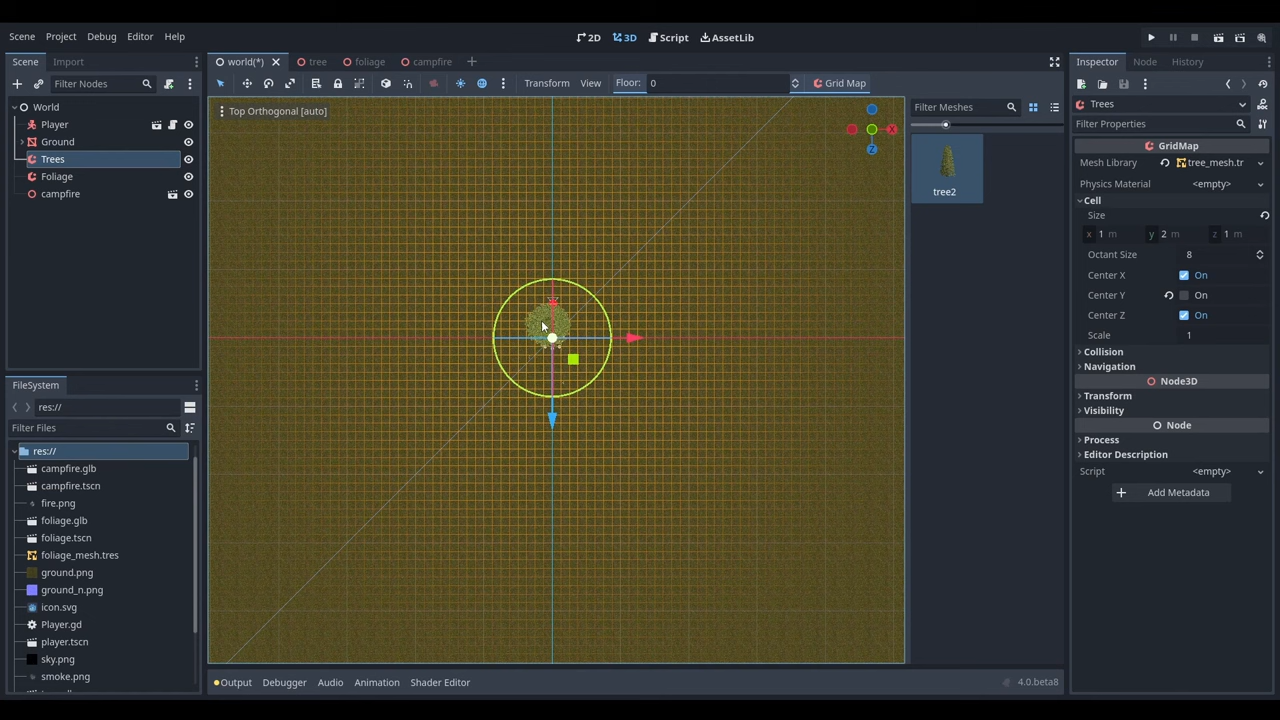 Scene Project Debug Editor Help
2D 3D Script AssetLib
Scene Import
world(*) tree foliage campfire
Inspector Node History
Filter Nodes
Transform View Floor: 0 Grid Map
World
Player
Ground
Trees
Foliage
campfire
Top Orthogonal [auto]
X
Z
Filter Meshes
tree2
FileSystem
res://
Filter Files
res://
campfire.glb
campfire.tscn
fire.png
foliage.glb
foliage.tscn
foliage_mesh.tres
ground.png
ground_n.png
icon.svg
Player.gd
player.tscn
sky.png
smoke.png
Output Debugger Audio Animation Shader Editor
4.0.beta8
Trees
Filter Properties
GridMap
Mesh Library tree_mesh.tr
Physics Material <empty>
Cell
Size
x 1 m y 2 m z 1 m
Octant Size 8
Center X On
Center Y On
Center Z On
Scale 1
Collision
Navigation
Node3D
Transform
Visibility
Node
Process
Editor Description
Script <empty>
Add Metadata